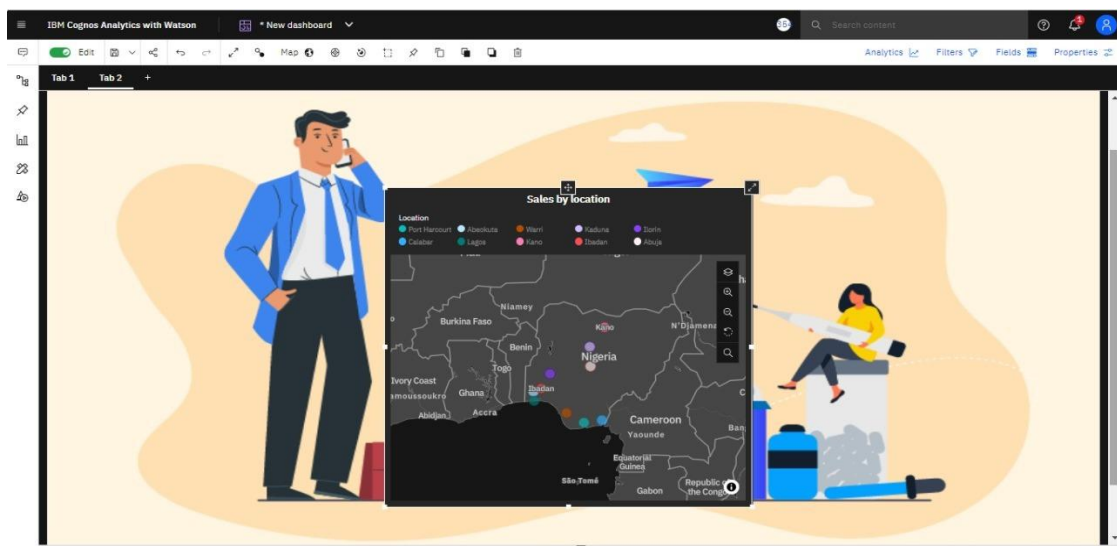 IBM Cognos Analytics with Watson
* New dashboard
Search content
Edit
Map
Analytics
Filters
Fields
Properties
Tab 1
Tab 2
+
Sales by location
Location
Port Harcourt
Abeokuta
Warri
Kaduna
Ilorin
Calabar
Lagos
Kano
Ibadan
Abuja
Niamey
Burkina Faso
Kano
N'Djamena
Benin
Nigeria
Togo
Ivory Coast
Ibadan
amoussoukro
Ghana
Abidjan
Accra
Cameroon
Yaounde
Ban
Equatorial
Guinea
São Tomé
Gabon
Republic
the Congo